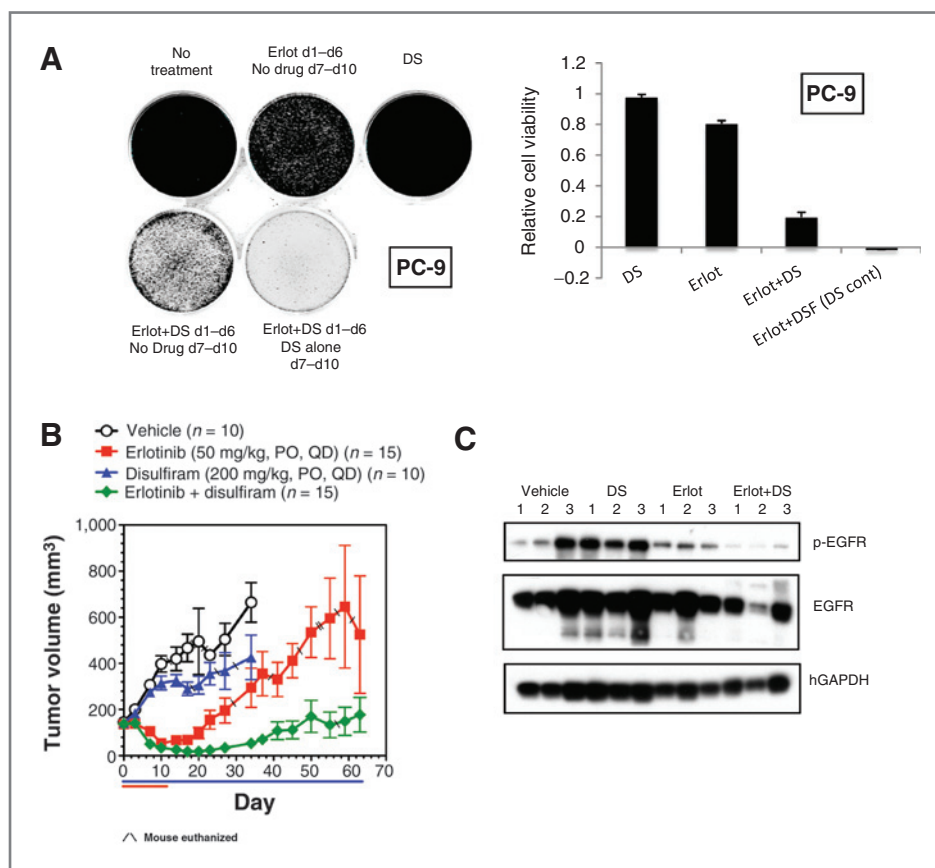 A
No
treatment
Erlot d1–d6
No drug d7–d10
DS
PC-9
Erlot+DS d1–d6
No Drug d7–d10
Erlot+DS d1–d6
DS alone
d7–d10
Relative cell viability
1.2
1
0.8
0.6
0.4
0.2
0
−0.2
PC-9
DS
Erlot
Erlot+DS
Erlot+DSF (DS cont)
B
Vehicle (n = 10)
Erlotinib (50 mg/kg, PO, QD) (n = 15)
Disulfiram (200 mg/kg, PO, QD) (n = 10)
Erlotinib + disulfiram (n = 15)
Tumor volume (mm³)
1,000
800
600
400
200
0
0 10 20 30 40 50 60 70
Day
Mouse euthanized
C
Vehicle DS Erlot Erlot+DS
1 2 3 1 2 3 1 2 3 1 2 3
p-EGFR
EGFR
hGAPDH